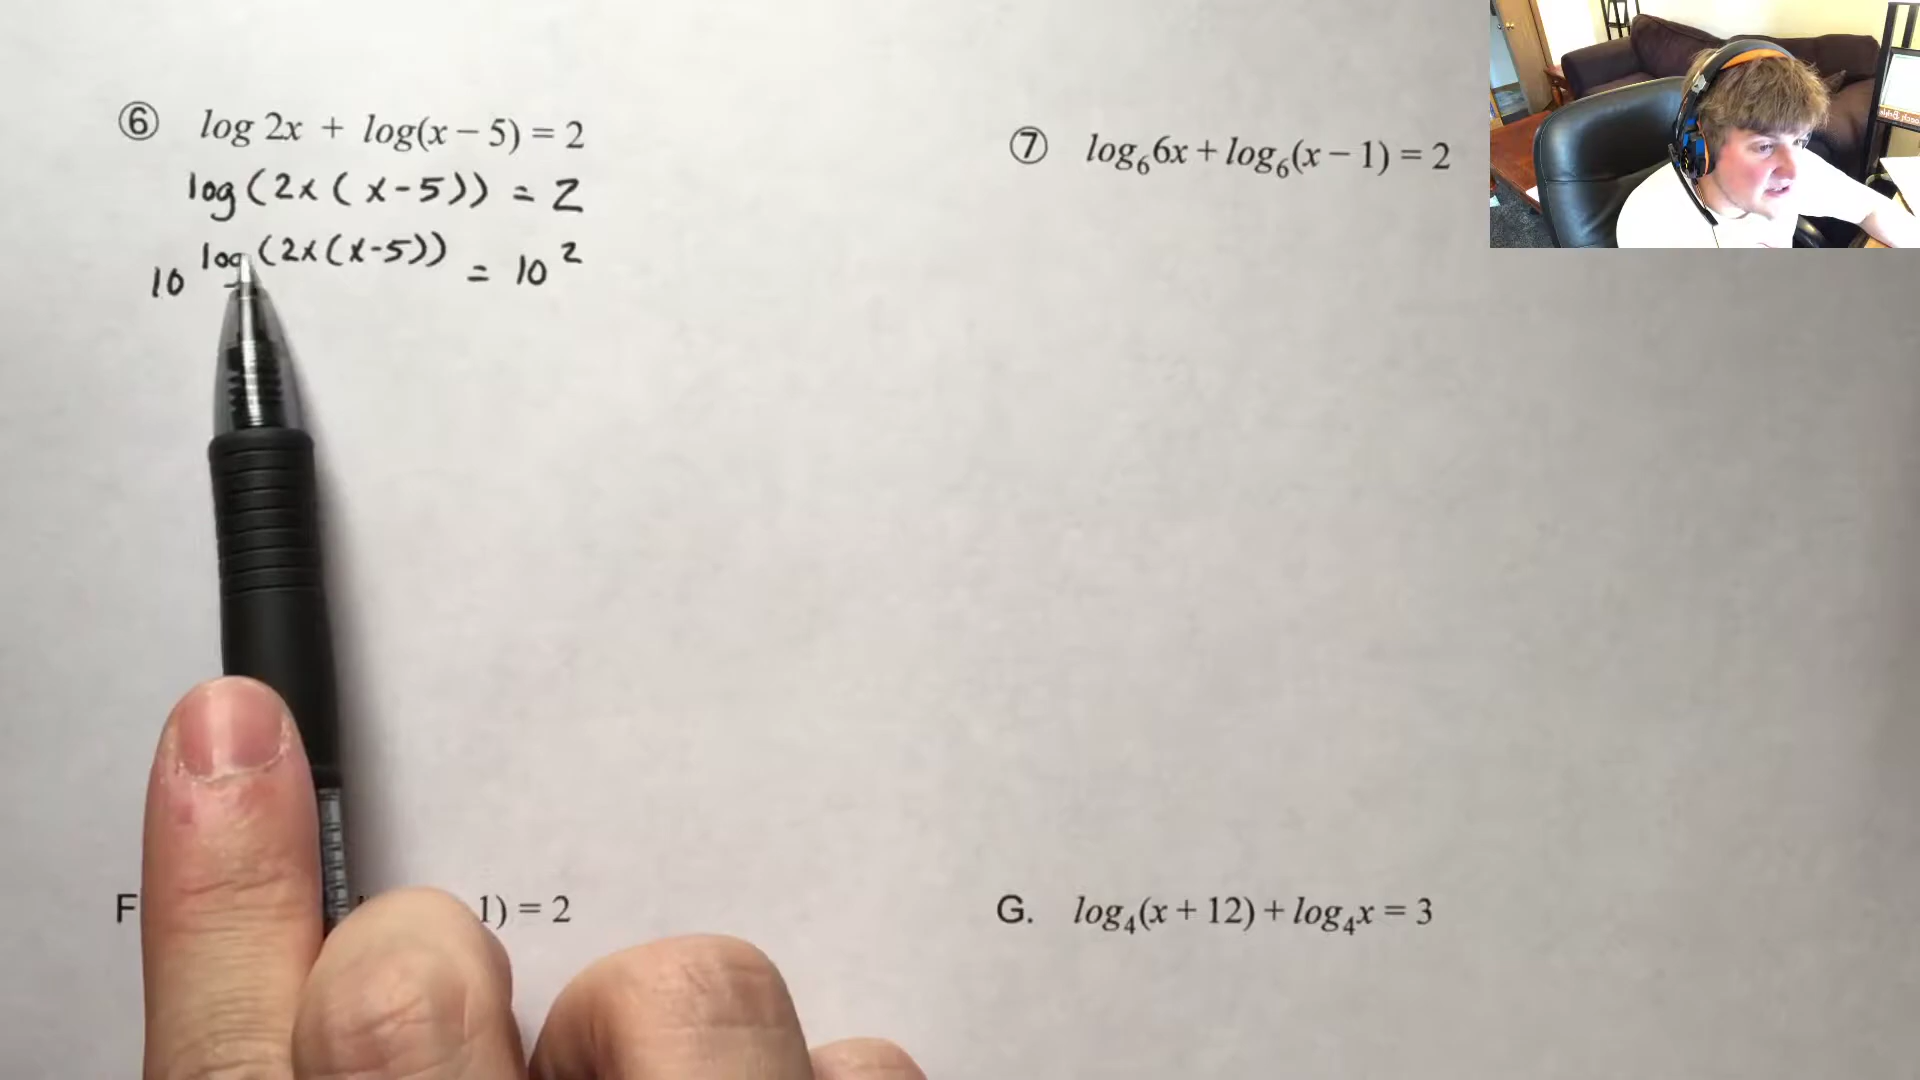 ⑥ log 2x + log(x − 5) = 2
log(2x(x-5)) = 2
10^log(2x(x-5)) = 10^2
⑦ log₆6x + log₆(x − 1) = 2
F 1) = 2
G. log₄(x + 12) + log₄x = 3